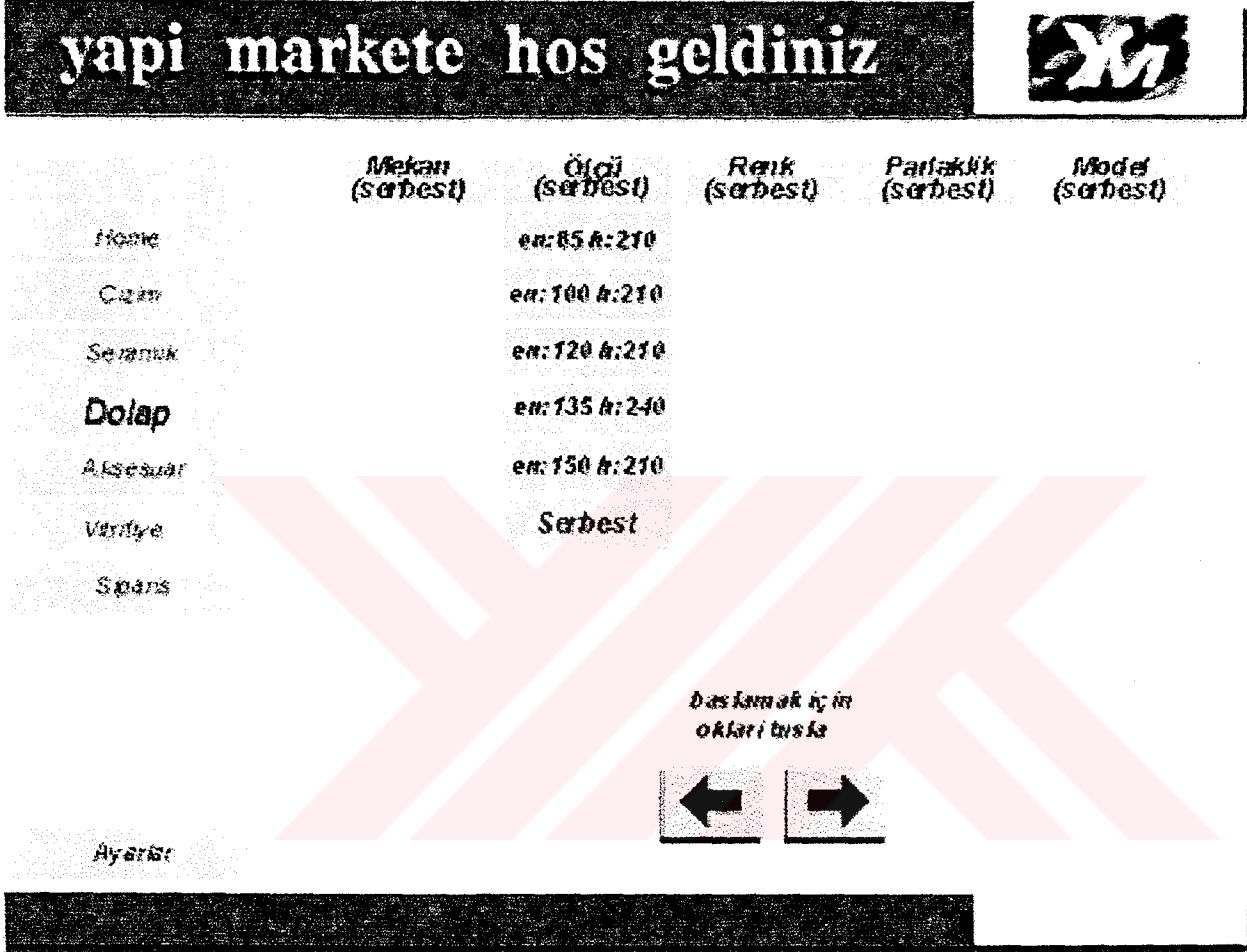 yapi markete hos geldiniz
YM
Mekan (serbest)
Ölçü (serbest)
Renk (serbest)
Parlaklik (serbest)
Model (serbest)
Home
Cizim
Seramik
Dolap
Aksesuar
Vitrifiye
Siparis
Ayarlar
en:85 h:210
en:100 h:210
en:120 h:210
en:135 h:240
en:150 h:210
Serbest
baslamak için
oklari tusla